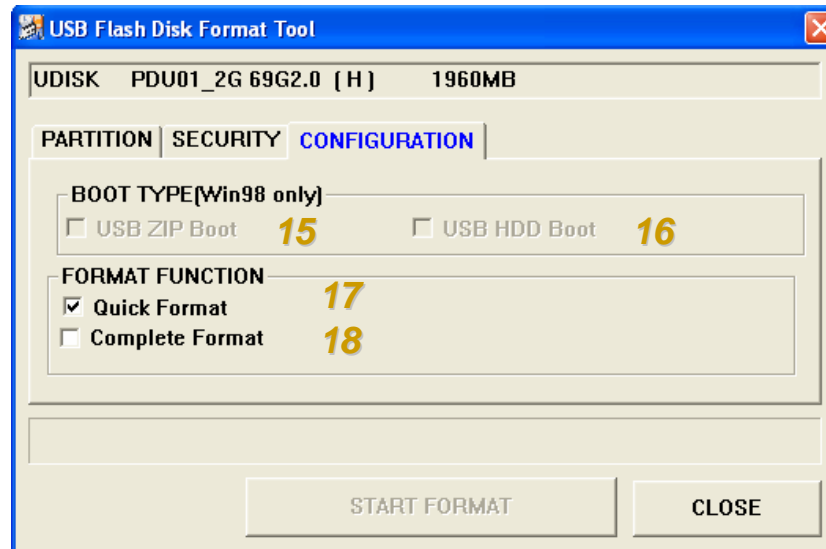 USB Flash Disk Format Tool
UDISK PDU01_2G 69G2.0 (H) 1960MB
PARTITION SECURITY CONFIGURATION
BOOT TYPE(Win98 only)
USB ZIP Boot 15 USB HDD Boot 16
FORMAT FUNCTION
Quick Format 17
Complete Format 18
START FORMAT CLOSE